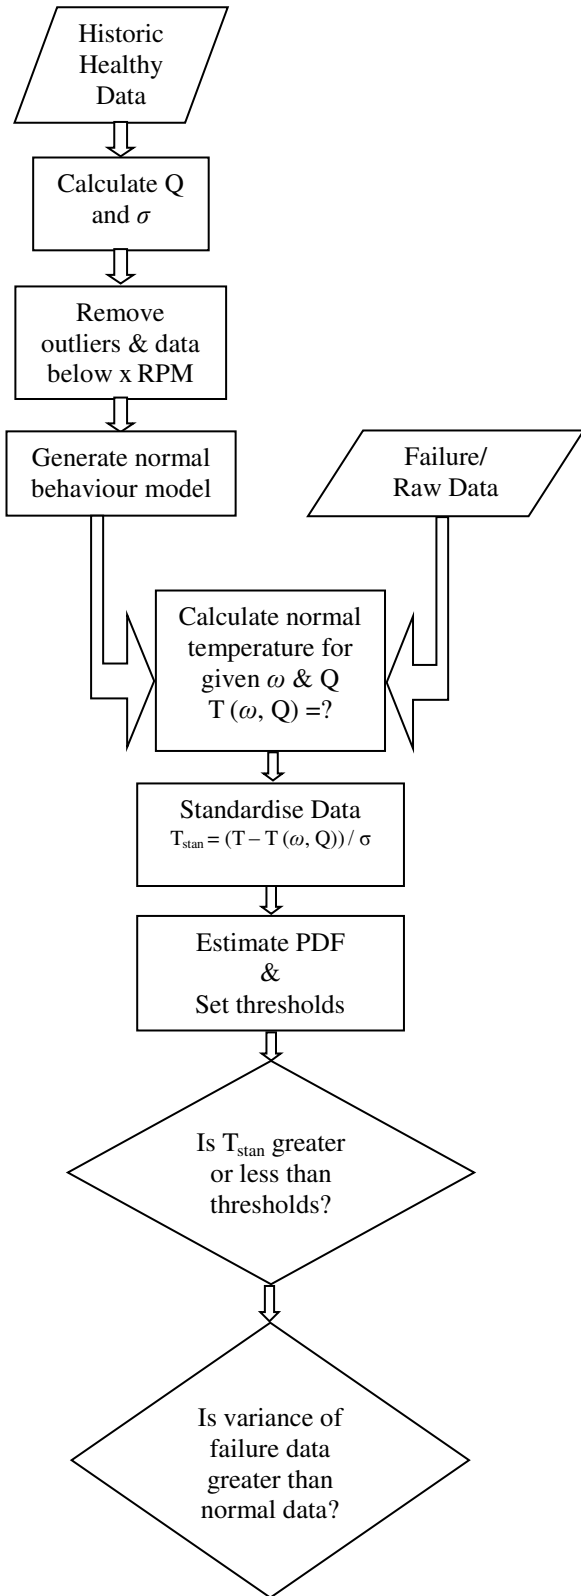 Historic
Healthy
Data
Calculate Q
and σ
Remove
outliers & data
below x RPM
Generate normal
behaviour model
Failure/
Raw Data
Calculate normal
temperature for
given ω & Q
T (ω, Q) =?
Standardise Data
Tstan = (T – T (ω, Q)) / σ
Estimate PDF
&
Set thresholds
Is Tstan greater
or less than
thresholds?
Is variance of
failure data
greater than
normal data?